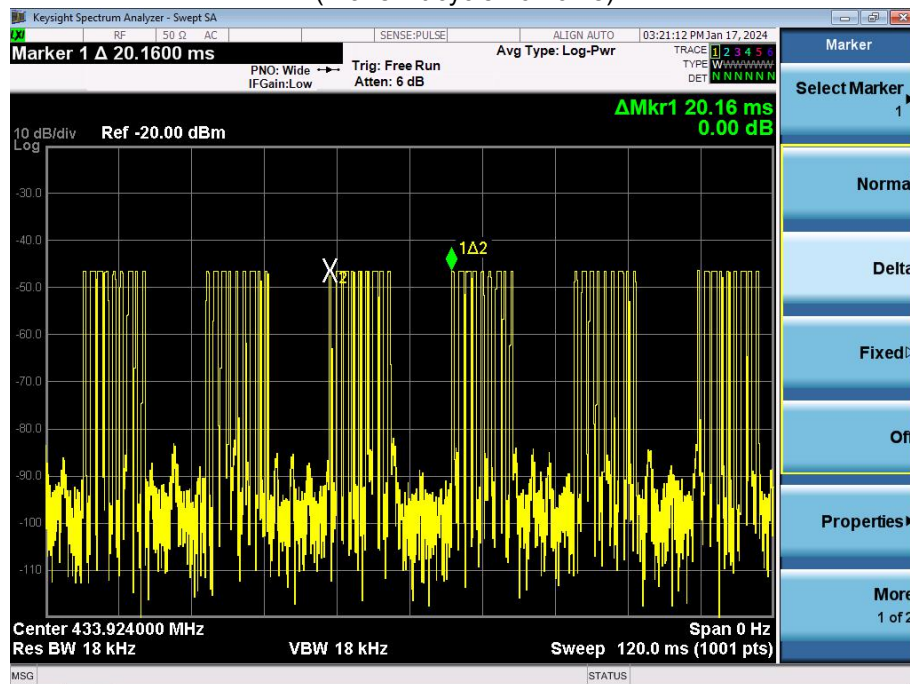 Keysight Spectrum Analyzer - Swept SA
LXI RF 50 Ω AC SENSE:PULSE ALIGN AUTO 03:21:12 PM Jan 17, 2024
Marker 1 Δ 20.1600 ms
Avg Type: Log-Pwr
TRACE 1 2 3 4 5 6
TYPE WWWWWWW
DET N N N N N N
PNO: Wide
IFGain:Low
Trig: Free Run
Atten: 6 dB
Marker
Select Marker
1
ΔMkr1 20.16 ms
0.00 dB
10 dB/div Ref -20.00 dBm
Log
-30.0
-40.0
-50.0
-60.0
-70.0
-80.0
-90.0
-100
-110
1Δ2
X2
Norma
Delta
Fixed
Off
Properties
More
1 of 2
Center 433.924000 MHz
Span 0 Hz
Res BW 18 kHz
VBW 18 kHz
Sweep 120.0 ms (1001 pts)
MSG
STATUS